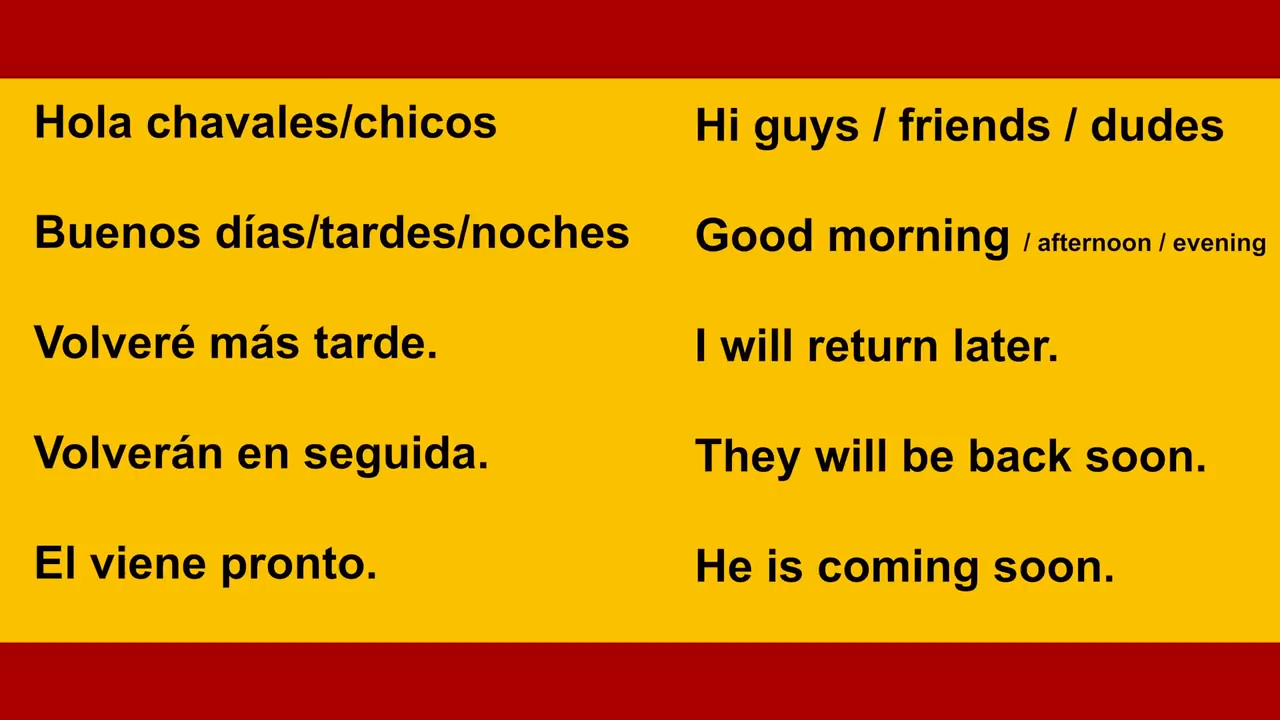 Hola chavales/chicos
Hi guys / friends / dudes
Buenos días/tardes/noches
Good morning / afternoon / evening
Volveré más tarde.
I will return later.
Volverán en seguida.
They will be back soon.
El viene pronto.
He is coming soon.